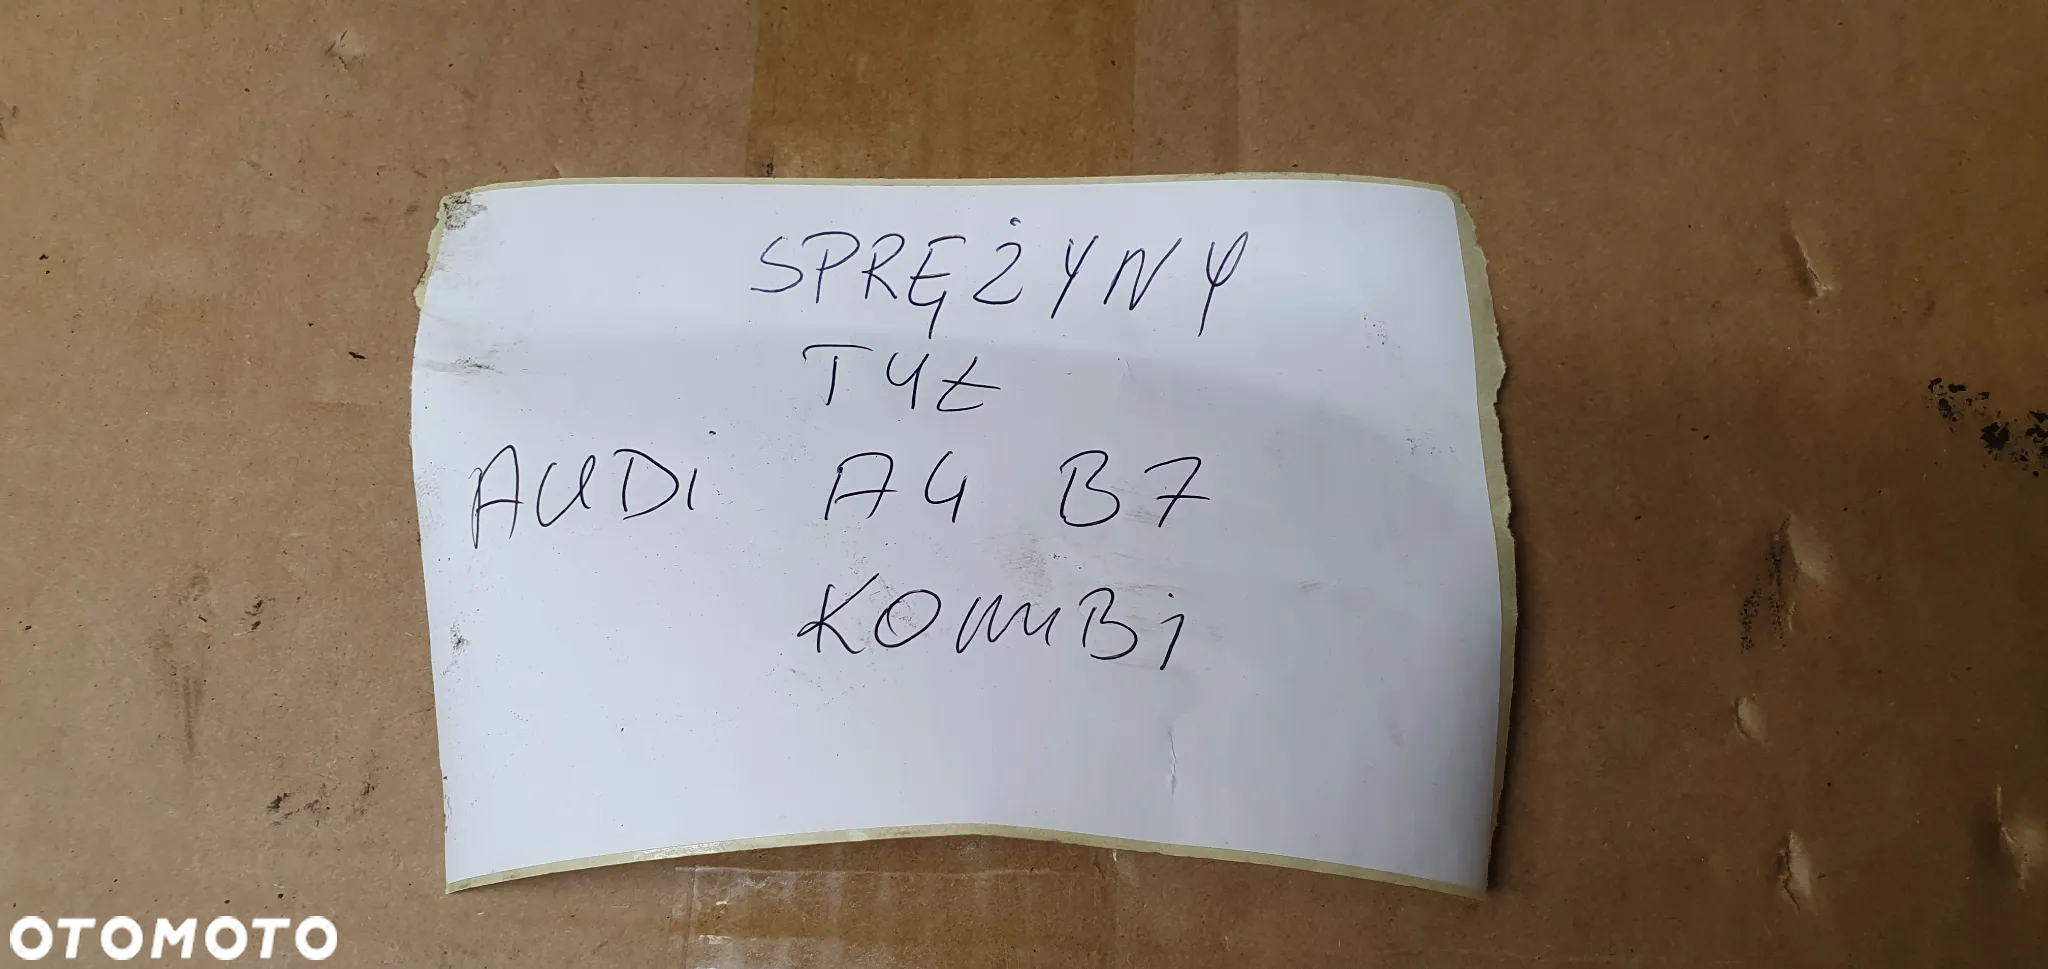 SPRĘŻYNY
TYŁ
AUDi A4 B7
KOMBi
OTOMOTO